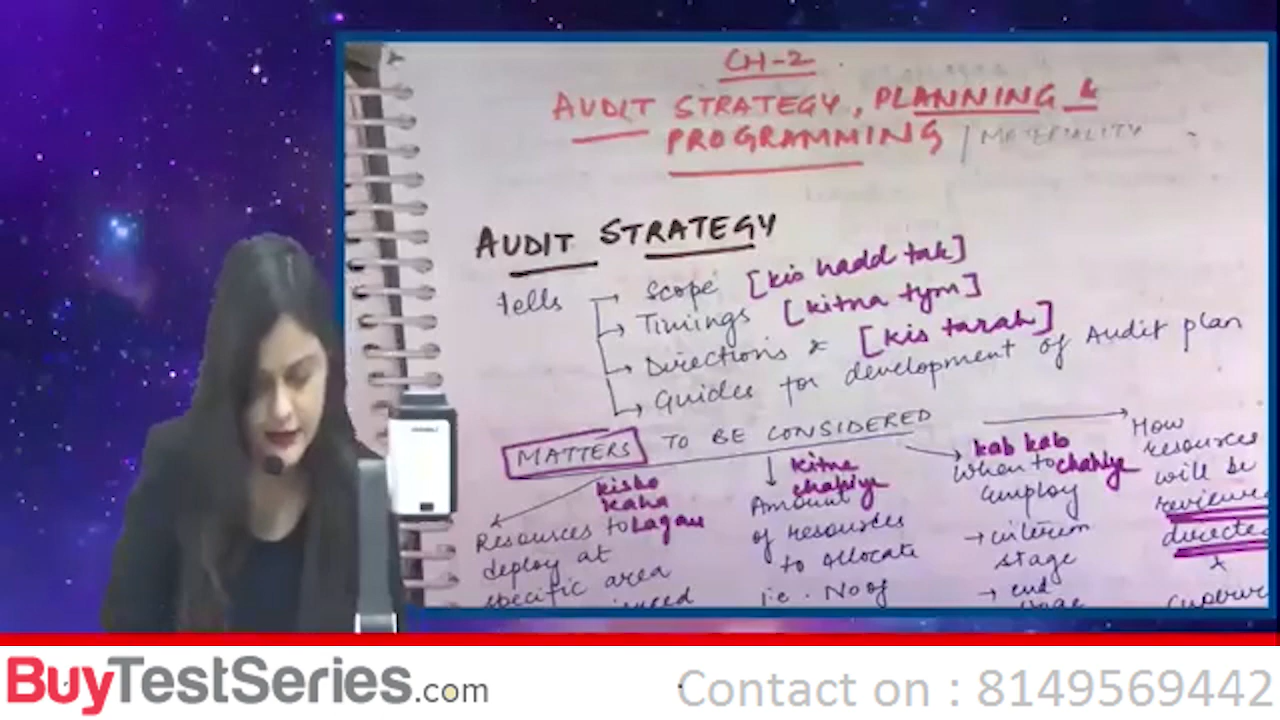 CH-2
AUDIT STRATEGY, PLANNING &
PROGRAMMING / MATERIALITY
AUDIT STRATEGY
tells → Scope [kis hadd tak]
→ Timings [kitna tym]
→ Directions & [kis tarah]
→ Guides for development of Audit plan
MATTERS TO BE CONSIDERED
kisko
kaha
Resources to lagau
deploy at
specific area
kitne
chahiye
Amount
of resources
to allocate
i.e. No of
kab kab
When to chahiye
employ
→ interim
stage
→ end
stage
How
resources
will be
reviewed
directed
&
BuyTestSeries.com
Contact on : 8149569442